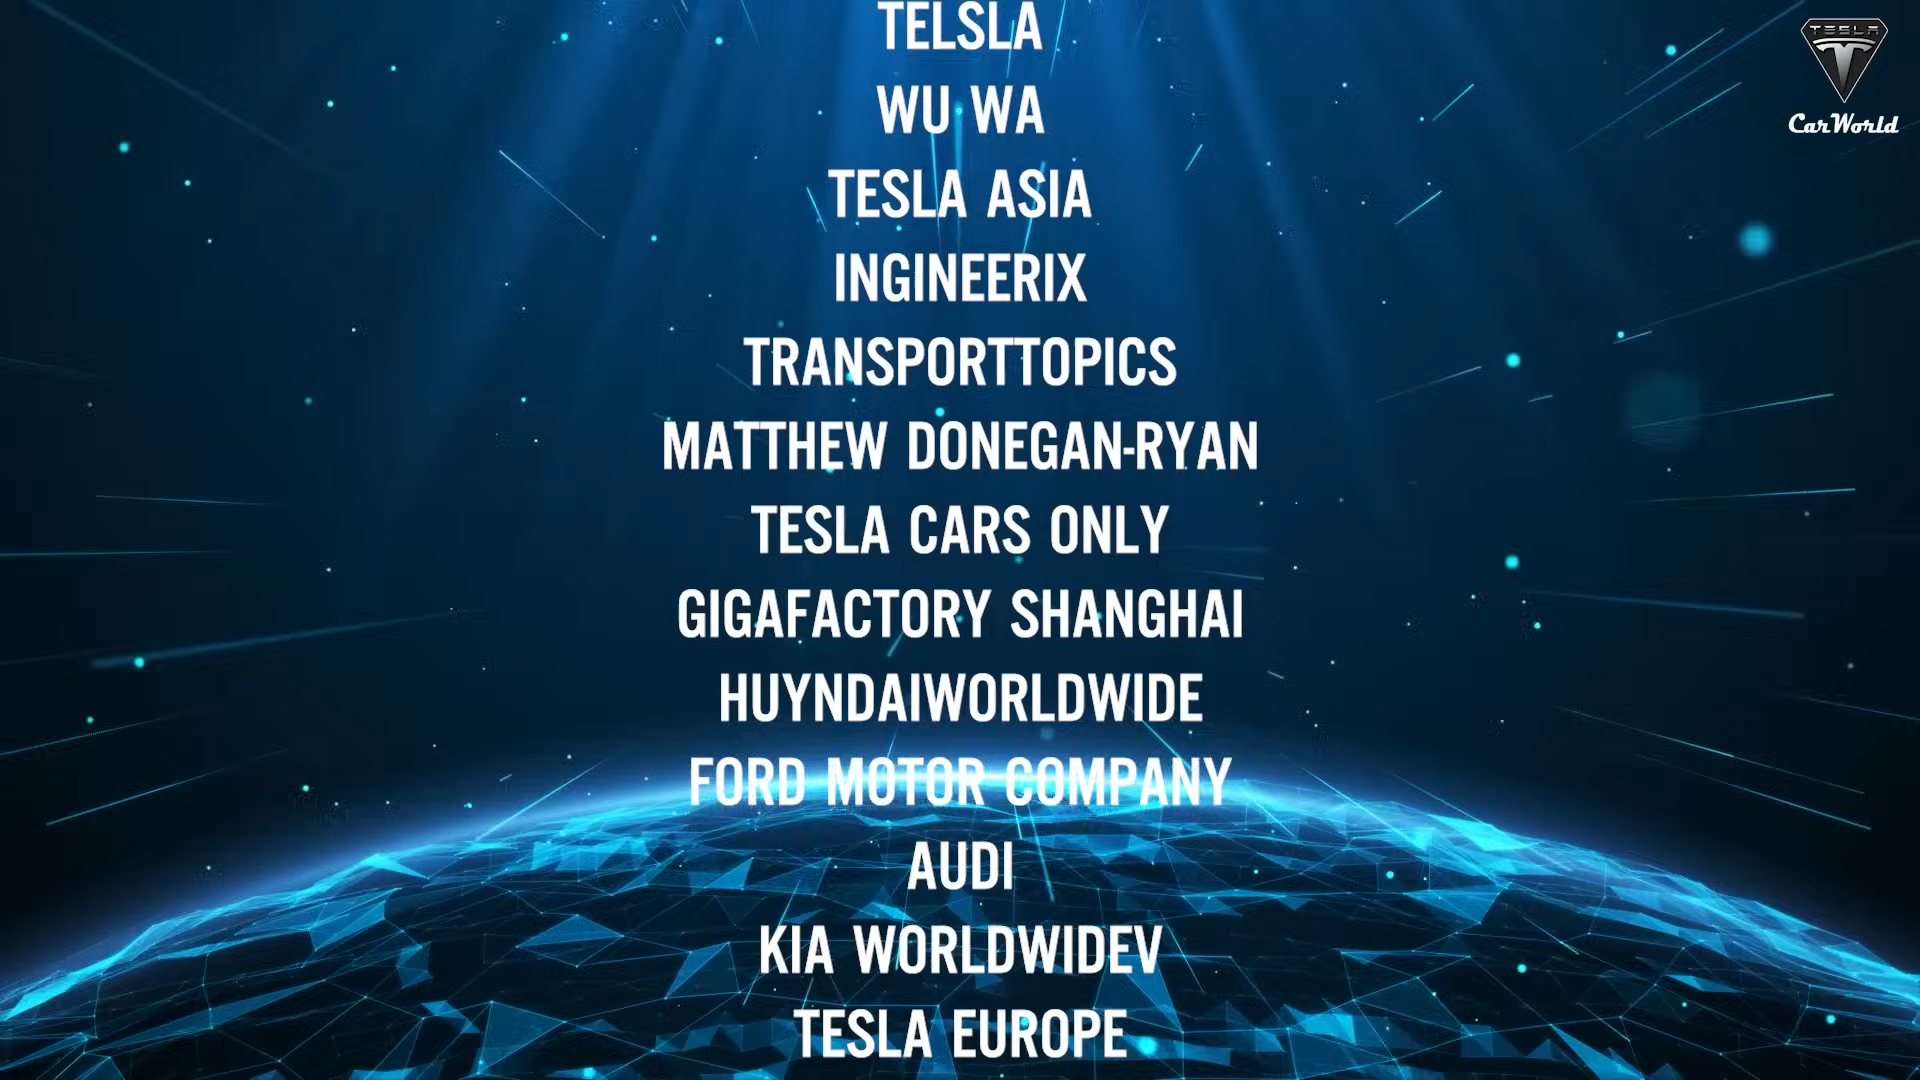 TELSLA
WU WA
TESLA ASIA
INGINEERIX
TRANSPORTTOPICS
MATTHEW DONEGAN-RYAN
TESLA CARS ONLY
GIGAFACTORY SHANGHAI
HUYNDAIWORLDWIDE
FORD MOTOR COMPANY
AUDI
KIA WORLDWIDEV
TESLA EUROPE
TESLA
CarWorld